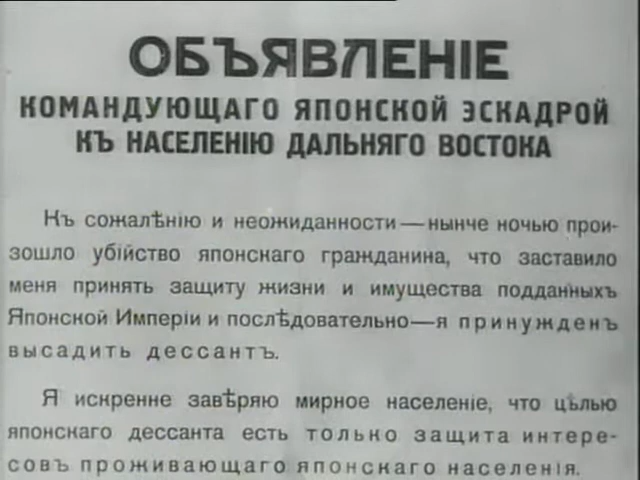 ОБЪЯВЛЕНІЕ
КОМАНДУЮЩАГО ЯПОНСКОЙ ЭСКАДРОЙ
КЪ НАСЕЛЕНІЮ ДАЛЬНЯГО ВОСТОКА
Къ сожалѣнію и неожиданности—нынче ночью прои-
зошло убійство японскаго гражданина, что заставило
меня принять защиту жизни и имущества подданныхъ
Японской Имперіи и послѣдовательно—я принужденъ
высадить дессантъ.
Я искренне завѣряю мирное населеніе, что цѣлью
японскаго дессанта есть только защита интере-
совъ проживающаго японскаго населенія.